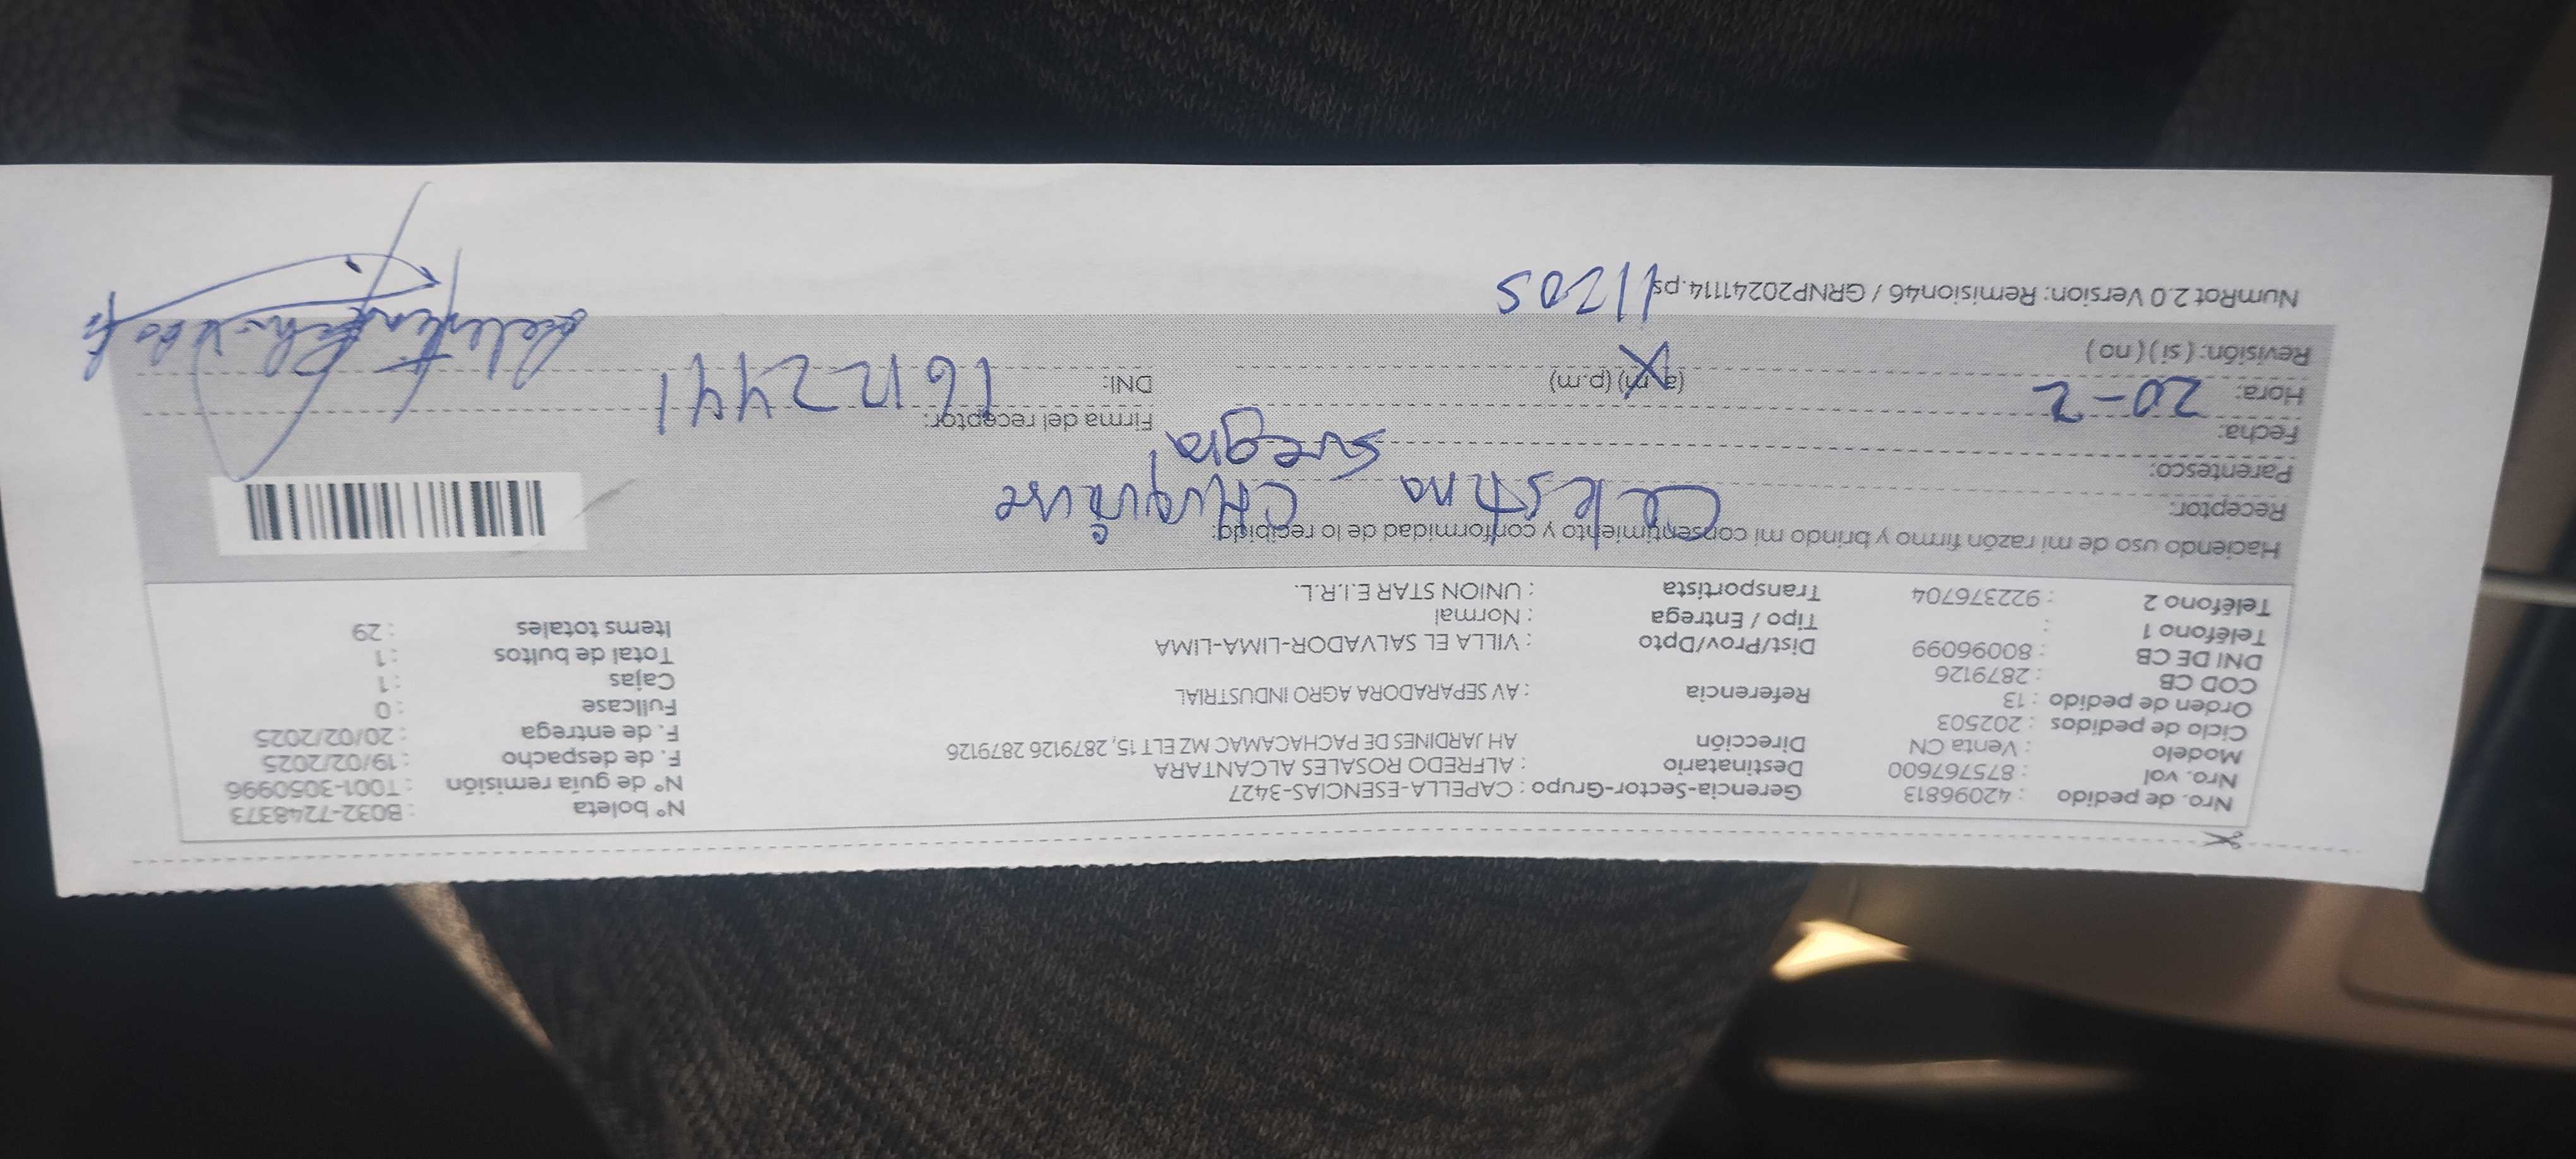 Nro. de pedido : 42096813 Gerencia-Sector-Grupo : CAPELLA-ESENCIAS-3427 N° boleta : B032-7248373
Nro. vol : 875767600 Destinatario : ALFREDO ROSALES ALCANTARA N° de guía remisión : T001-3050996
Modelo : Venta CN Dirección AH JARDINES DE PACHACAMAC MZ ELT 15, 2879126 2879126 F. de despacho : 19/02/2025
Ciclo de pedidos : 202503 F. de entrega : 20/02/2025
Orden de pedido : 13 Referencia : AV SEPARADORA AGRO INDUSTRIAL Fullcase : 0
COD CB : 2879126 Cajas : 1
DNI DE CB : 80096099 Dist/Prov/Dpto : VILLA EL SALVADOR-LIMA-LIMA Total de bultos : 1
Teléfono 1 : Tipo / Entrega : Normal Items totales : 29
Teléfono 2 : 922376704 Transportista : UNION STAR E.I.R.L.
Haciendo uso de mi razón firmo y brindo mi consentimiento y conformidad de lo recibido:
Receptor: Celestina
Parentesco: suegra
Fecha: 20-2 Firma del receptor:
Hora: (a.m) (p.m) DNI:
Revisión: ( si ) ( no )
NumRot 2.0 Version: Remision46 / GRNP20241114.ps